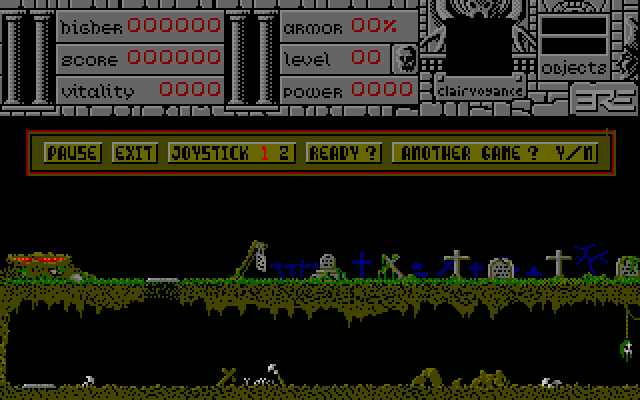 higher 000000 armor 00%
score 0000 level 00
vitality 0000 power 0000
clairvoyance
objects
ERE
PAUSE EXIT JOYSTICK 1 2 READY ? ANOTHER GAME ? Y/N